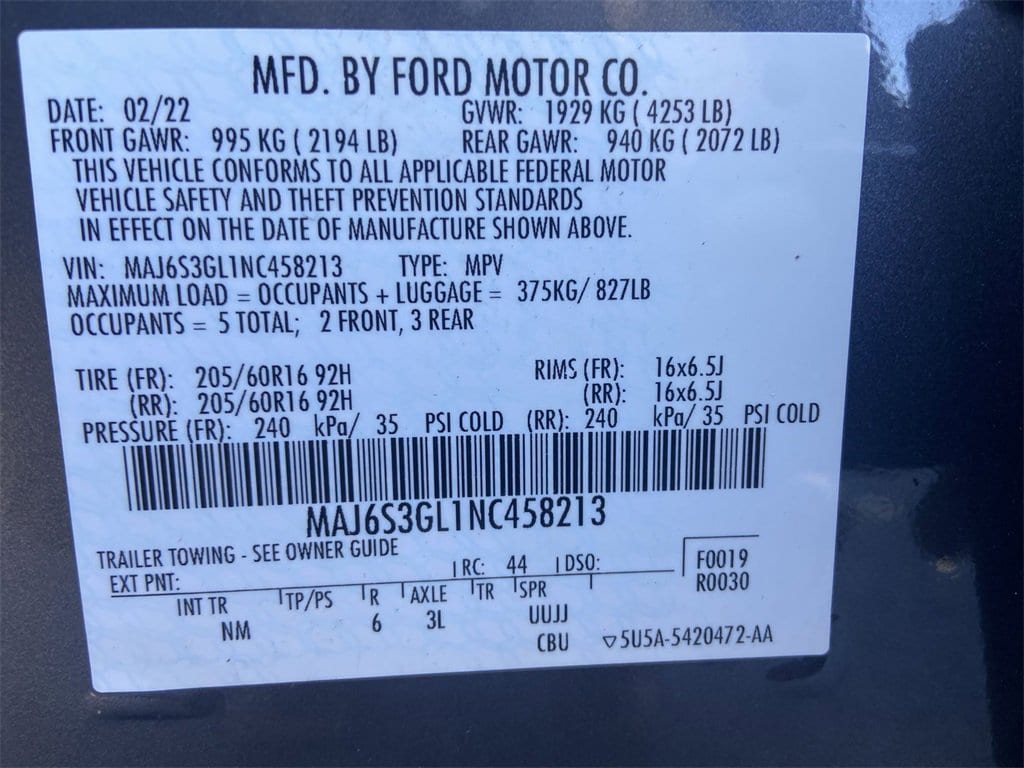 MFD. BY FORD MOTOR CO.
DATE: 02/22 GVWR: 1929 KG ( 4253 LB)
FRONT GAWR: 995 KG ( 2194 LB) REAR GAWR: 940 KG ( 2072 LB)
THIS VEHICLE CONFORMS TO ALL APPLICABLE FEDERAL MOTOR
VEHICLE SAFETY AND THEFT PREVENTION STANDARDS
IN EFFECT ON THE DATE OF MANUFACTURE SHOWN ABOVE.
VIN: MAJ6S3GL1NC458213 TYPE: MPV
MAXIMUM LOAD = OCCUPANTS + LUGGAGE = 375KG/ 827LB
OCCUPANTS = 5 TOTAL; 2 FRONT, 3 REAR
TIRE (FR): 205/60R16 92H RIMS (FR): 16x6.5J
(RR): 205/60R16 92H (RR): 16x6.5J
PRESSURE (FR): 240 kPa/ 35 PSI COLD (RR): 240 kPa/ 35 PSI COLD
MAJ6S3GL1NC458213
TRAILER TOWING - SEE OWNER GUIDE
EXT PNT: RC: 44 DSO: F0019
R0030
INT TR TP/PS R AXLE TR SPR
NM 6 3L UUJJ
CBU ▽5U5A-5420472-AA